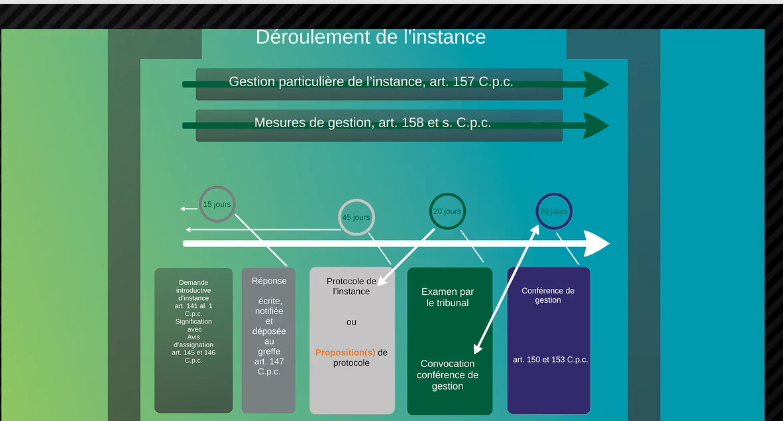 Déroulement de l'instance
Gestion particulière de l'instance, art. 157 C.p.c.
Mesures de gestion, art. 158 et s. C.p.c.
15 jours
45 jours
20 jours
30 jours
Demande
introductive
d'instance
art. 141 al. 1
C.p.c.
Signification
avec
Avis
d'assignation
art. 145 et 146
C.p.c.
Réponse
écrite,
notifiée
et
déposée
au
greffe
art. 147
C.p.c.
Protocole de
l'instance
ou
Proposition(s) de
protocole
Examen par
le tribunal
Convocation
conférence de
gestion
Conférence de
gestion
art. 150 et 153 C.p.c.